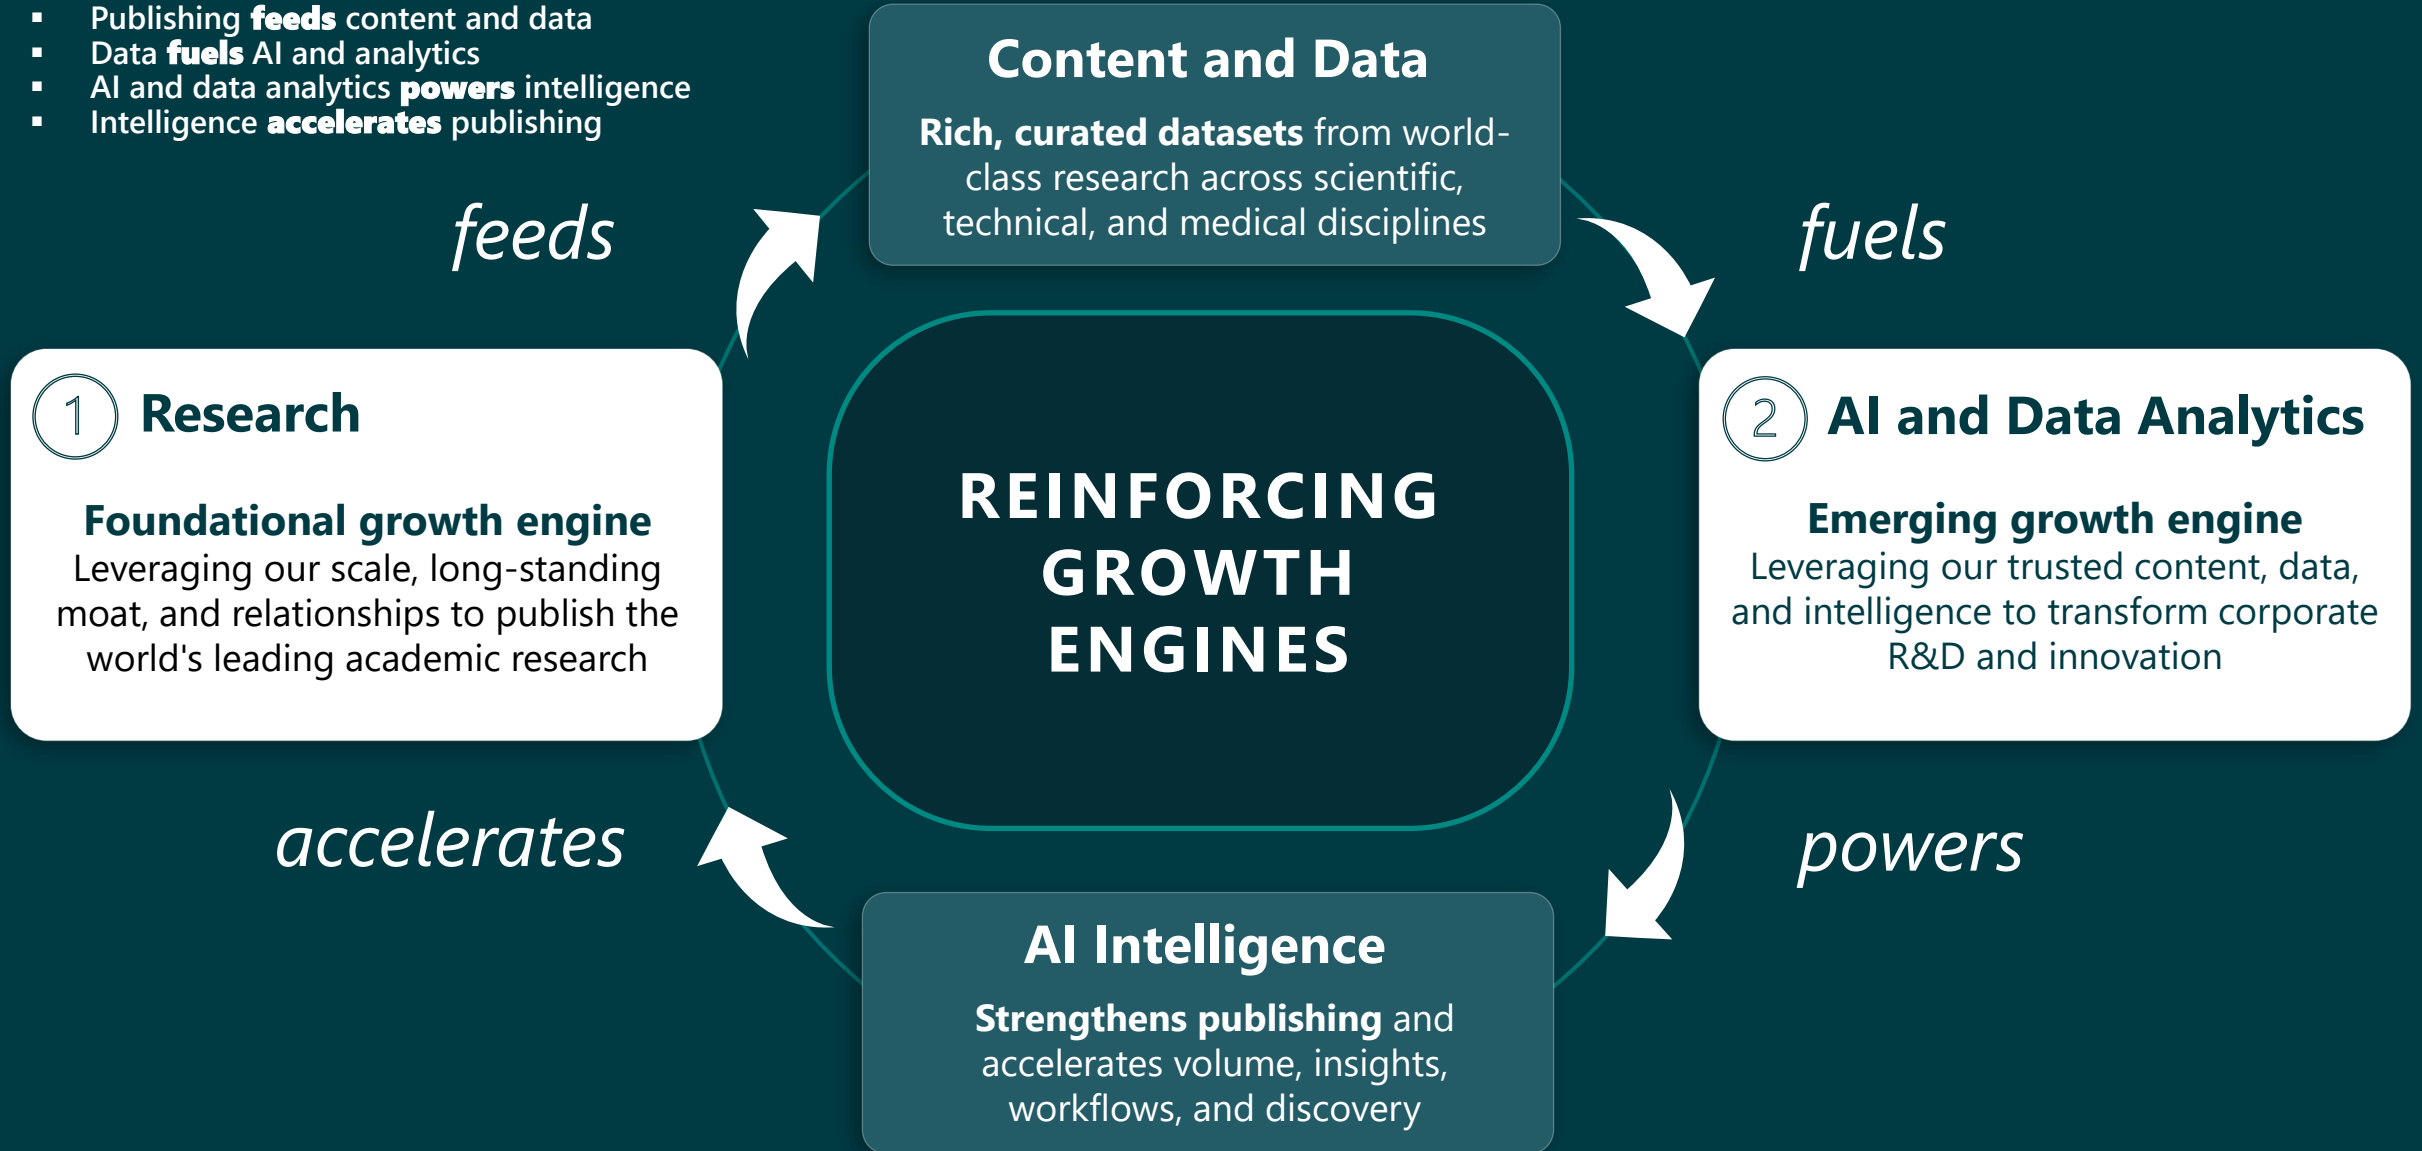 ▪ Publishing feeds content and data
▪ Data fuels AI and analytics
▪ AI and data analytics powers intelligence
▪ Intelligence accelerates publishing
Content and Data
Rich, curated datasets from world-
class research across scientific,
technical, and medical disciplines
feeds
fuels
1 Research
Foundational growth engine
Leveraging our scale, long-standing
moat, and relationships to publish the
world's leading academic research
REINFORCING
GROWTH
ENGINES
2 AI and Data Analytics
Emerging growth engine
Leveraging our trusted content, data,
and intelligence to transform corporate
R&D and innovation
accelerates
powers
AI Intelligence
Strengthens publishing and
accelerates volume, insights,
workflows, and discovery